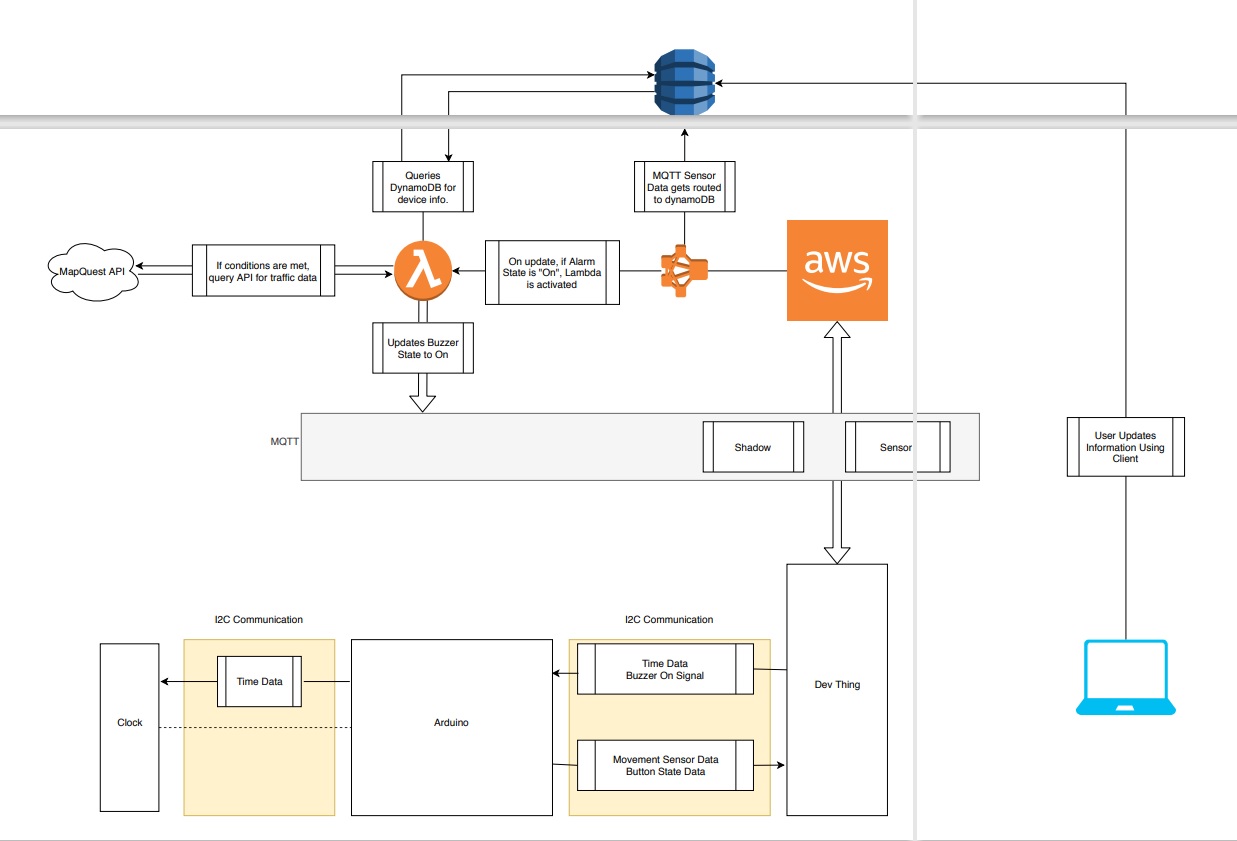 Queries
DynamoDB for
device info.
MQTT Sensor
Data gets routed
to dynamoDB
MapQuest API
If conditions are met,
query API for traffic data
λ
On update, if Alarm
State is "On", Lambda
is activated
aws
Updates Buzzer
State to On
MQTT
Shadow
Sensor
User Updates
Information Using
Client
I2C Communication
I2C Communication
Clock
Time Data
Arduino
Time Data
Buzzer On Signal
Movement Sensor Data
Button State Data
Dev Thing